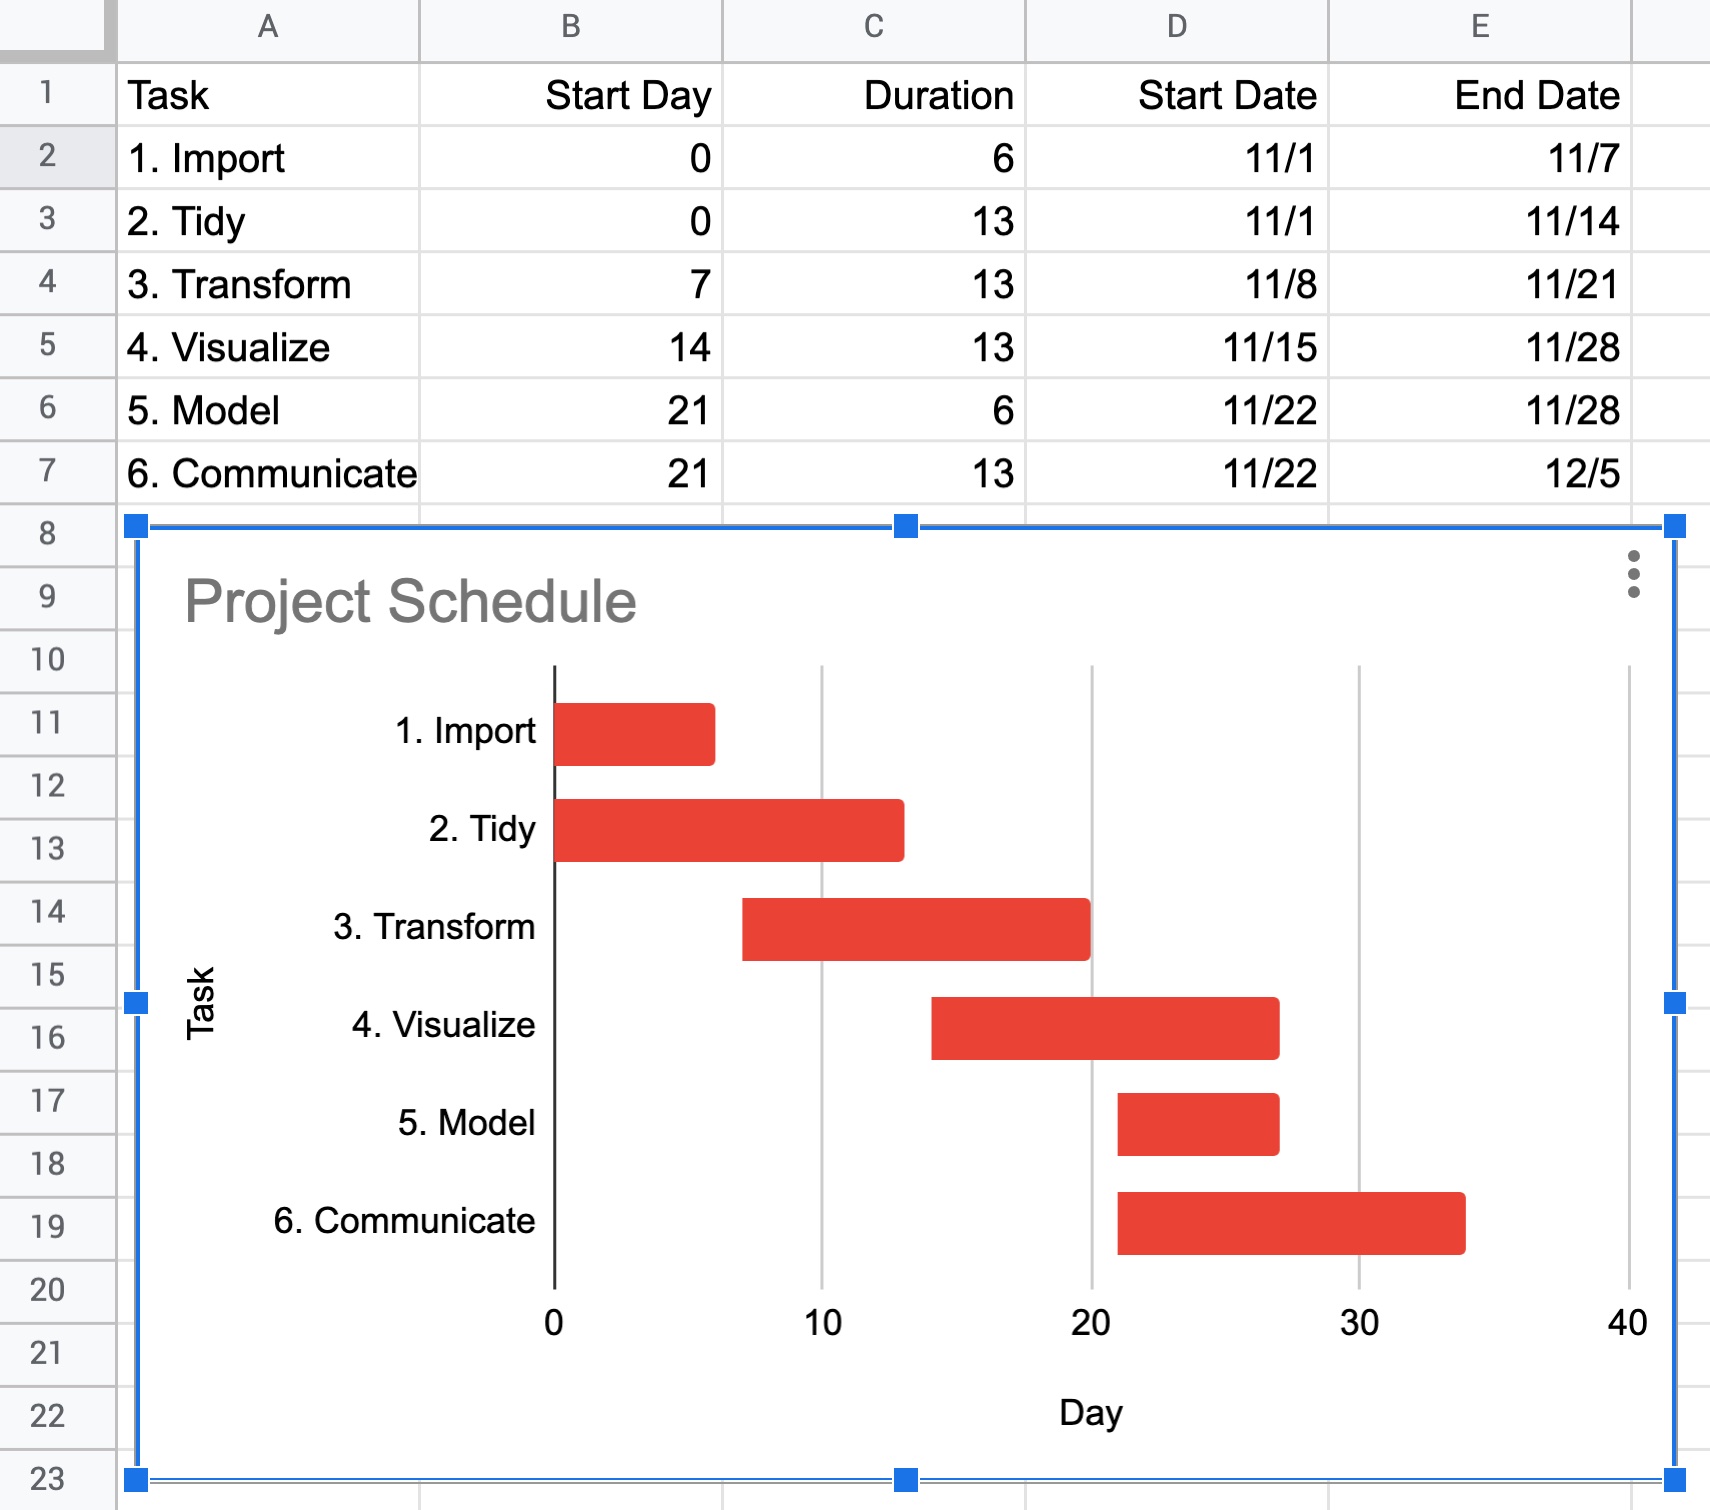 A B C D E
1 Task Start Day Duration Start Date End Date
2 1. Import 0 6 11/1 11/7
3 2. Tidy 0 13 11/1 11/14
4 3. Transform 7 13 11/8 11/21
5 4. Visualize 14 13 11/15 11/28
6 5. Model 21 6 11/22 11/28
7 6. Communicate 21 13 11/22 12/5
8
9
10
11
12
13
14
15
16
17
18
19
20
21
22
23
Project Schedule
Task
1. Import
2. Tidy
3. Transform
4. Visualize
5. Model
6. Communicate
0 10 20 30 40
Day